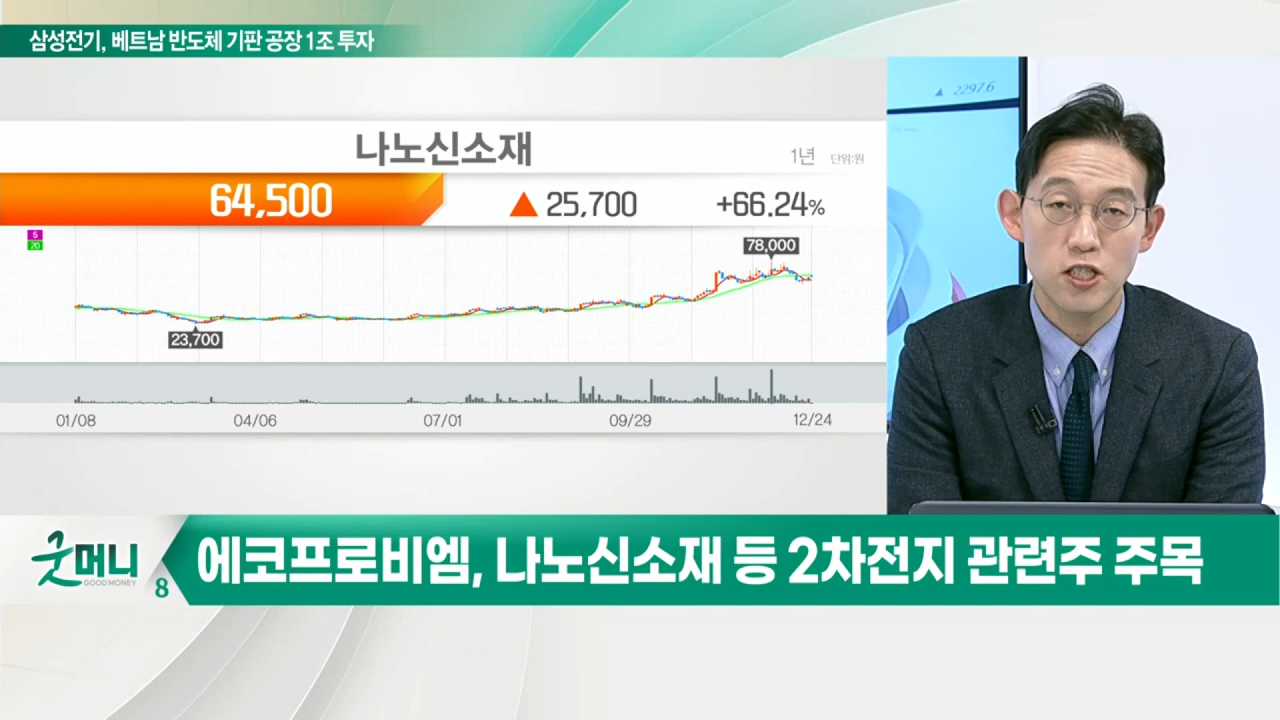 삼성전기, 베트남 반도체 기판 공장 1조 투자
▲ 2297.6
나노신소재
1년 단위:원
64,500 ▲ 25,700 +66.24%
5
20
78,000
23,700
01/08 04/06 07/01 09/29 12/24
굿머니
GOOD MONEY
8
에코프로비엠, 나노신소재 등 2차전지 관련주 주목